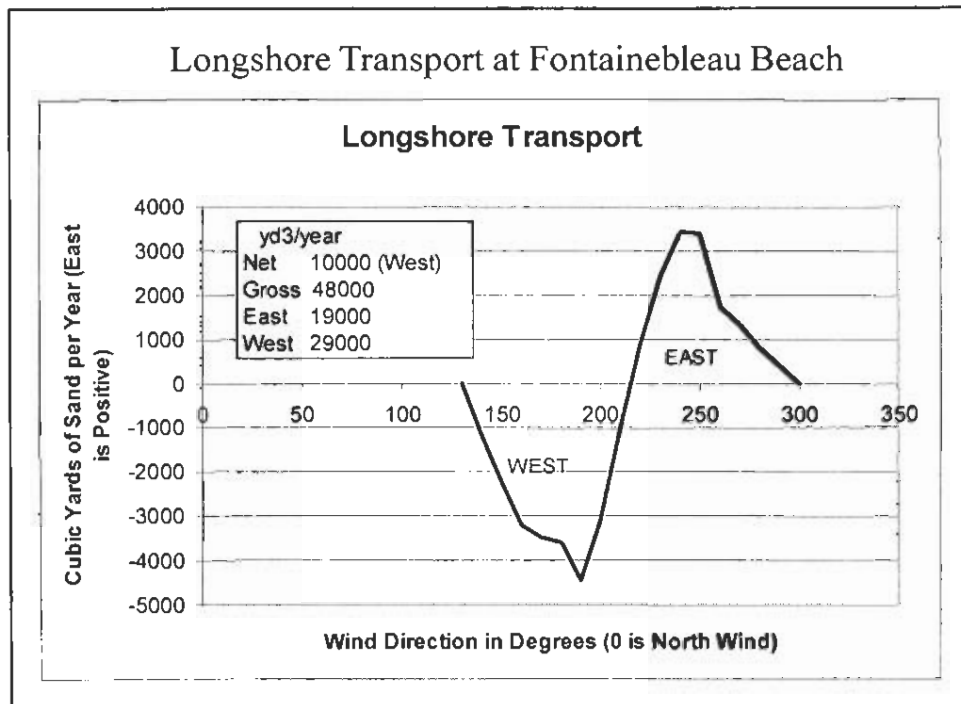 Longshore Transport at Fontainebleau Beach
Longshore Transport
Cubic Yards of Sand per Year (East
is Positive)
4000
3000
2000
1000
0
-1000
-2000
-3000
-4000
-5000
yd3/year
Net 10000 (West)
Gross 48000
East 19000
West 29000
EAST
WEST
0 50 100 150 200 250 300 350
Wind Direction in Degrees (0 is North Wind)